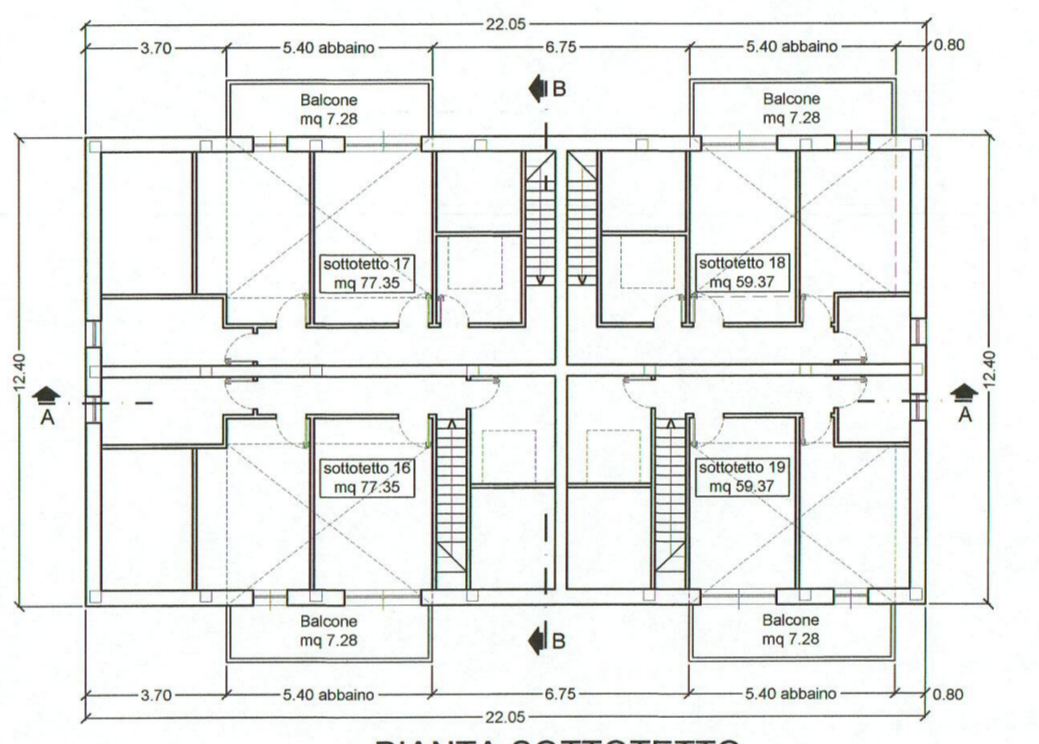 22.05
3.70 5.40 abbaino 6.75 5.40 abbaino 0.80
B
Balcone
mq 7.28
Balcone
mq 7.28
sottotetto 17
mq 77.35
sottotetto 18
mq 59.37
12.40
12.40
A
A
sottotetto 16
mq 77.35
sottotetto 19
mq 59.37
Balcone
mq 7.28
B
Balcone
mq 7.28
3.70 5.40 abbaino 6.75 5.40 abbaino 0.80
22.05
PIANTA SOTTOTETTO